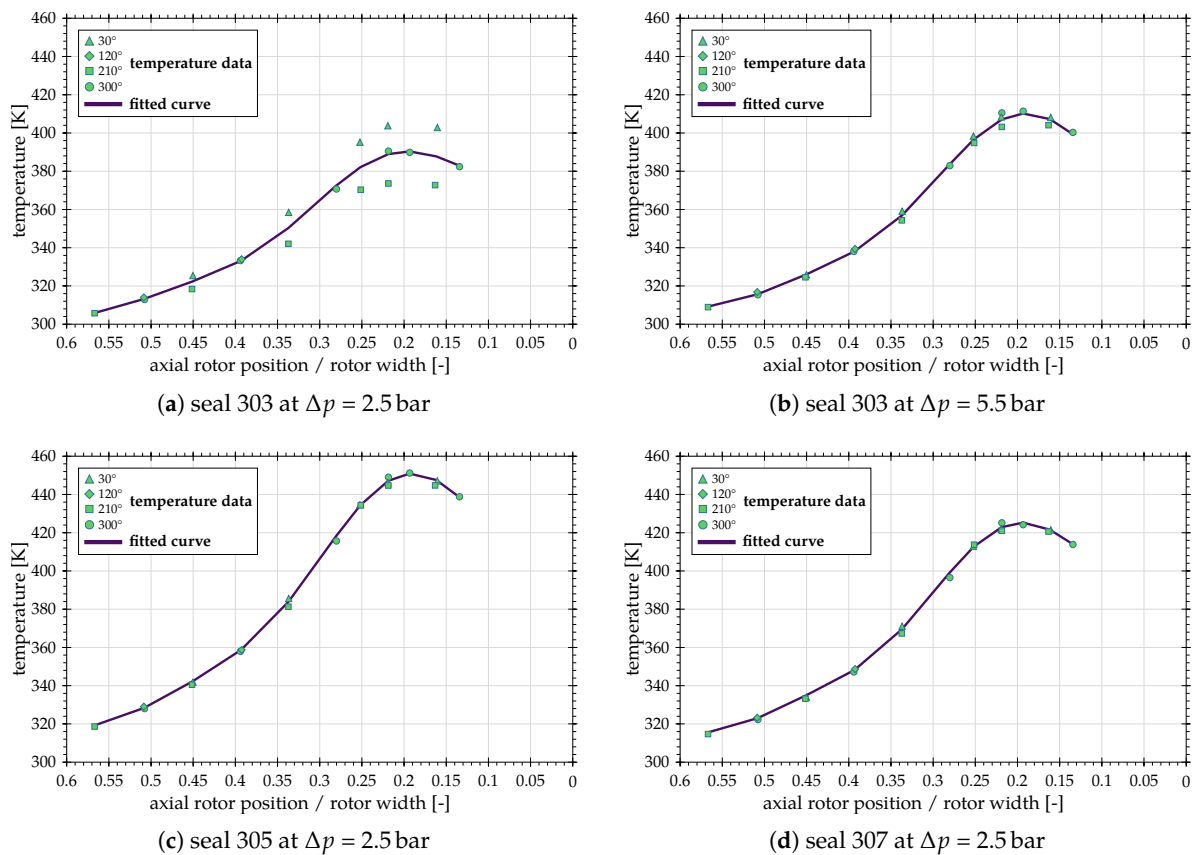 460
440
420
400
380
360
340
320
300
temperature [K]
30°
120°
210°
300°
temperature data
fitted curve
0.6 0.55 0.5 0.45 0.4 0.35 0.3 0.25 0.2 0.15 0.1 0.05 0
axial rotor position / rotor width [-]
(a) seal 303 at Δp = 2.5 bar
460
440
420
400
380
360
340
320
300
temperature [K]
30°
120°
210°
300°
temperature data
fitted curve
0.6 0.55 0.5 0.45 0.4 0.35 0.3 0.25 0.2 0.15 0.1 0.05 0
axial rotor position / rotor width [-]
(b) seal 303 at Δp = 5.5 bar
460
440
420
400
380
360
340
320
300
temperature [K]
30°
120°
210°
300°
temperature data
fitted curve
0.6 0.55 0.5 0.45 0.4 0.35 0.3 0.25 0.2 0.15 0.1 0.05 0
axial rotor position / rotor width [-]
(c) seal 305 at Δp = 2.5 bar
460
440
420
400
380
360
340
320
300
temperature [K]
30°
120°
210°
300°
temperature data
fitted curve
0.6 0.55 0.5 0.45 0.4 0.35 0.3 0.25 0.2 0.15 0.1 0.05 0
axial rotor position / rotor width [-]
(d) seal 307 at Δp = 2.5 bar